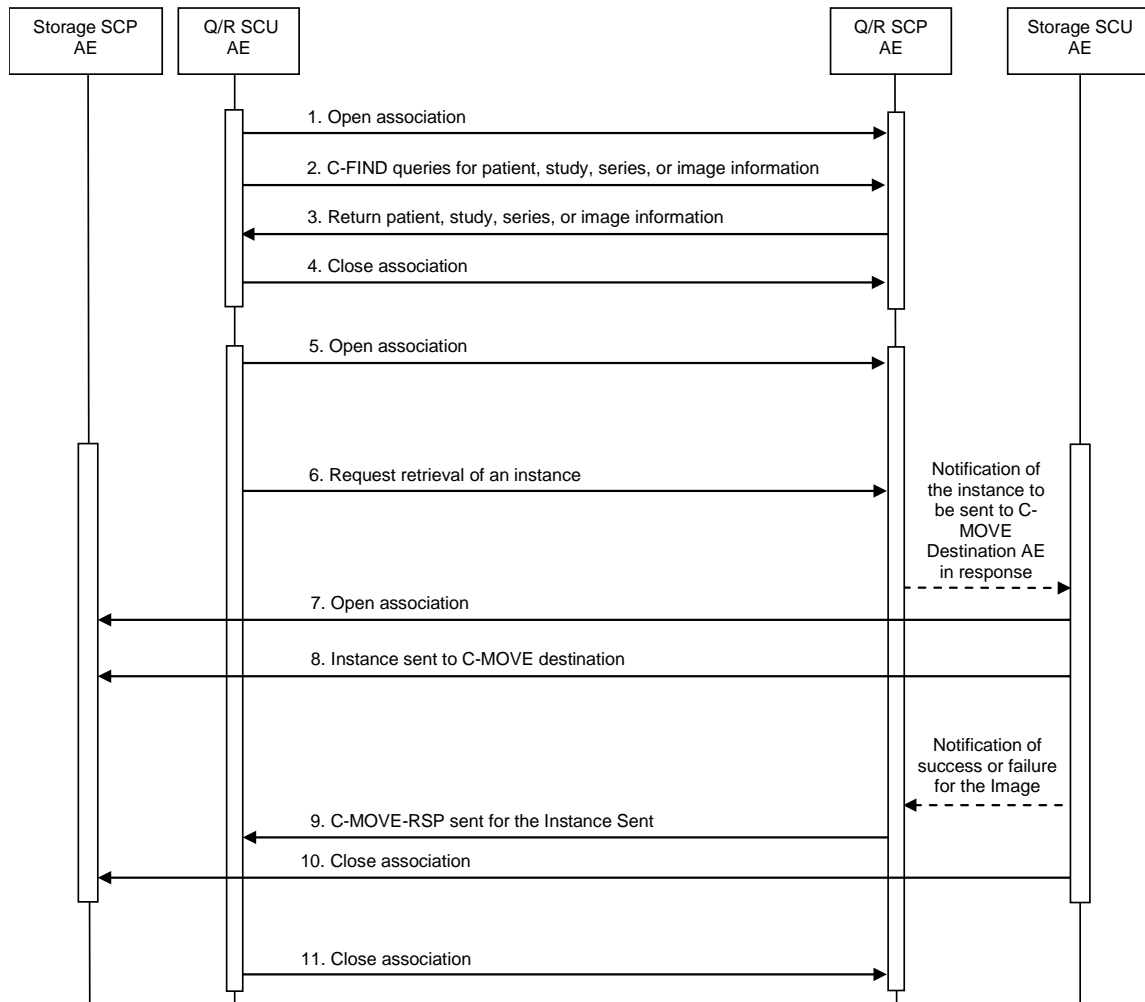 Storage SCP
AE
Q/R SCU
AE
Q/R SCP
AE
Storage SCU
AE
1. Open association
2. C-FIND queries for patient, study, series, or image information
3. Return patient, study, series, or image information
4. Close association
5. Open association
6. Request retrieval of an instance
Notification of
the instance to
be sent to C-
MOVE
Destination AE
in response
7. Open association
8. Instance sent to C-MOVE destination
Notification of
success or failure
for the Image
9. C-MOVE-RSP sent for the Instance Sent
10. Close association
11. Close association